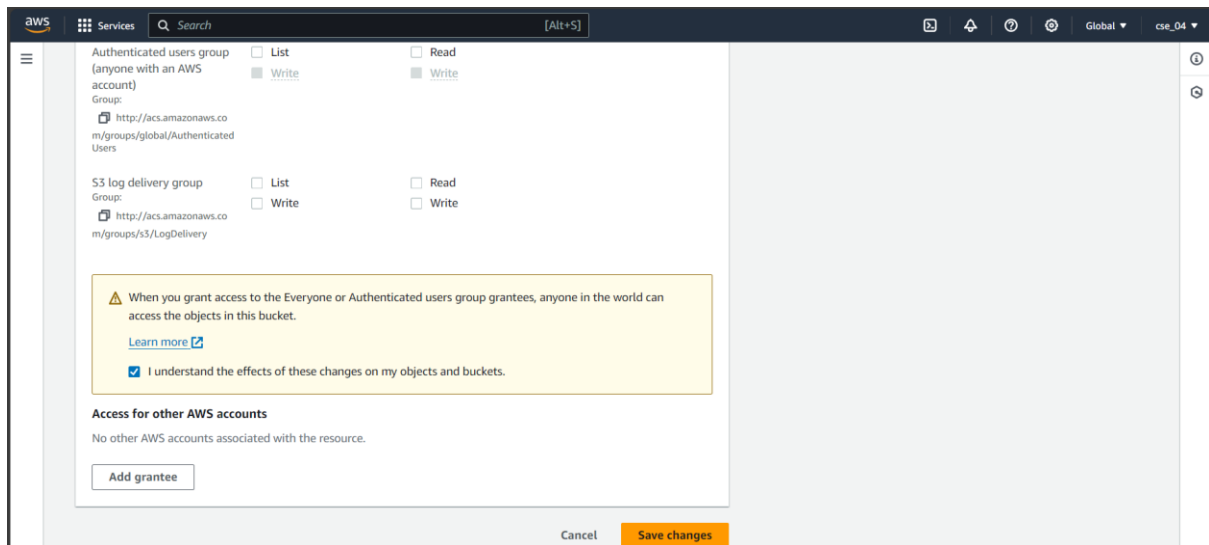 aws
Services
Search
[Alt+S]
Global
cse_04
Authenticated users group
(anyone with an AWS
account)
Group:
http://acs.amazonaws.co
m/groups/global/Authenticated
Users
List
Read
Write
Write
S3 log delivery group
Group:
http://acs.amazonaws.co
m/groups/s3/LogDelivery
List
Read
Write
Write
When you grant access to the Everyone or Authenticated users group grantees, anyone in the world can
access the objects in this bucket.
Learn more
I understand the effects of these changes on my objects and buckets.
Access for other AWS accounts
No other AWS accounts associated with the resource.
Add grantee
Cancel
Save changes